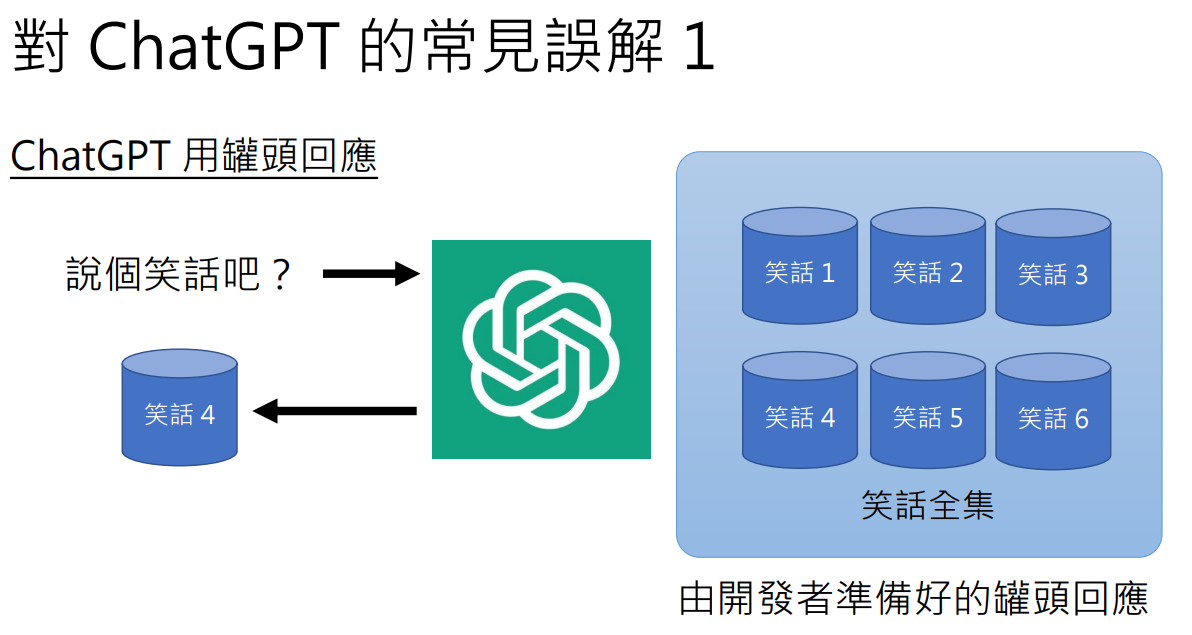 對 ChatGPT 的常見誤解 1
ChatGPT 用罐頭回應
說個笑話吧？
笑話 4
笑話 1
笑話 2
笑話 3
笑話 4
笑話 5
笑話 6
笑話全集
由開發者準備好的罐頭回應